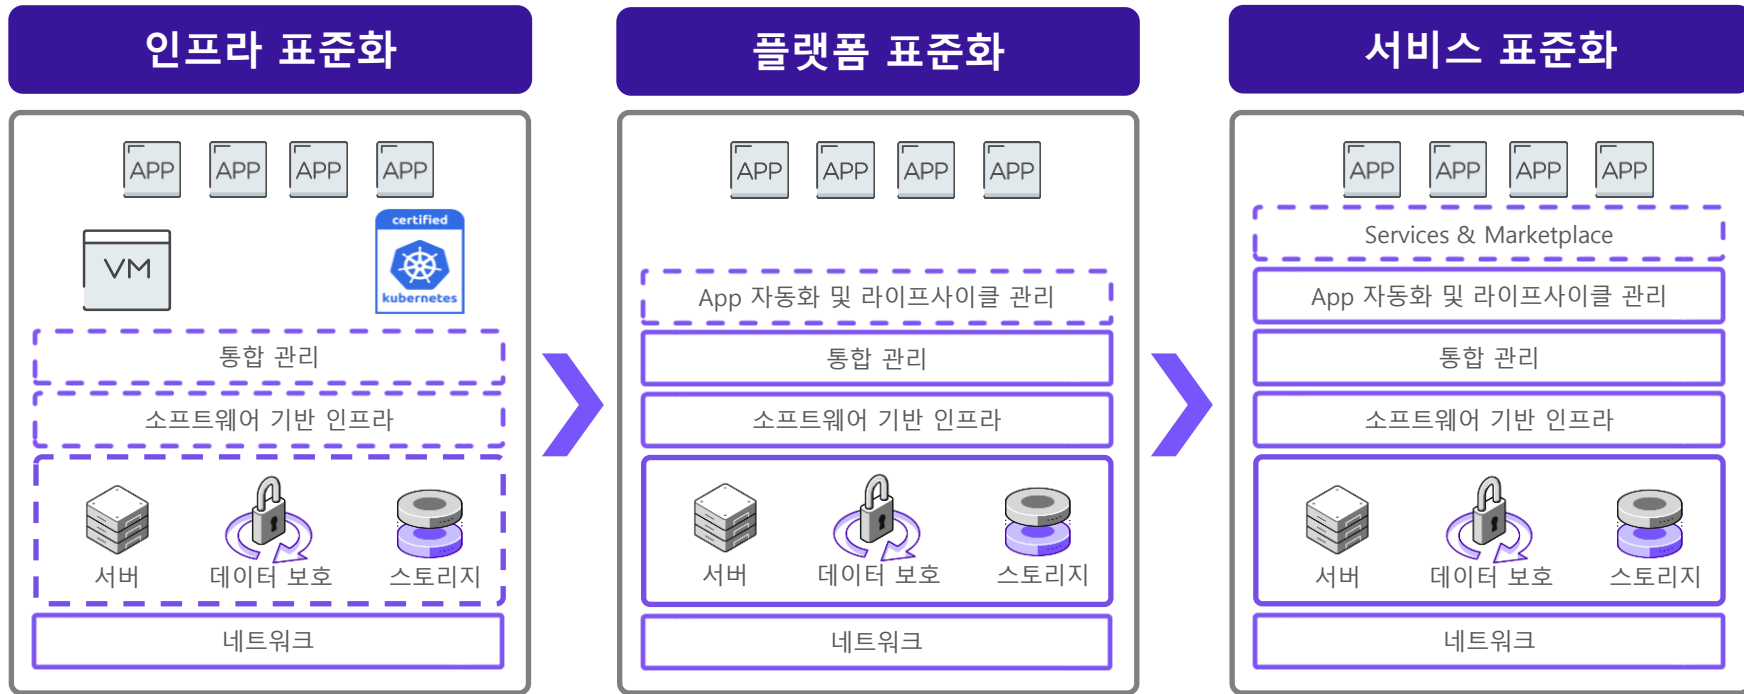 인프라 표준화
APP APP APP APP
VM
certified
kubernetes
통합 관리
소프트웨어 기반 인프라
서버 데이터 보호 스토리지
네트워크
플랫폼 표준화
APP APP APP APP
App 자동화 및 라이프사이클 관리
통합 관리
소프트웨어 기반 인프라
서버 데이터 보호 스토리지
네트워크
서비스 표준화
APP APP APP APP
Services & Marketplace
App 자동화 및 라이프사이클 관리
통합 관리
소프트웨어 기반 인프라
서버 데이터 보호 스토리지
네트워크